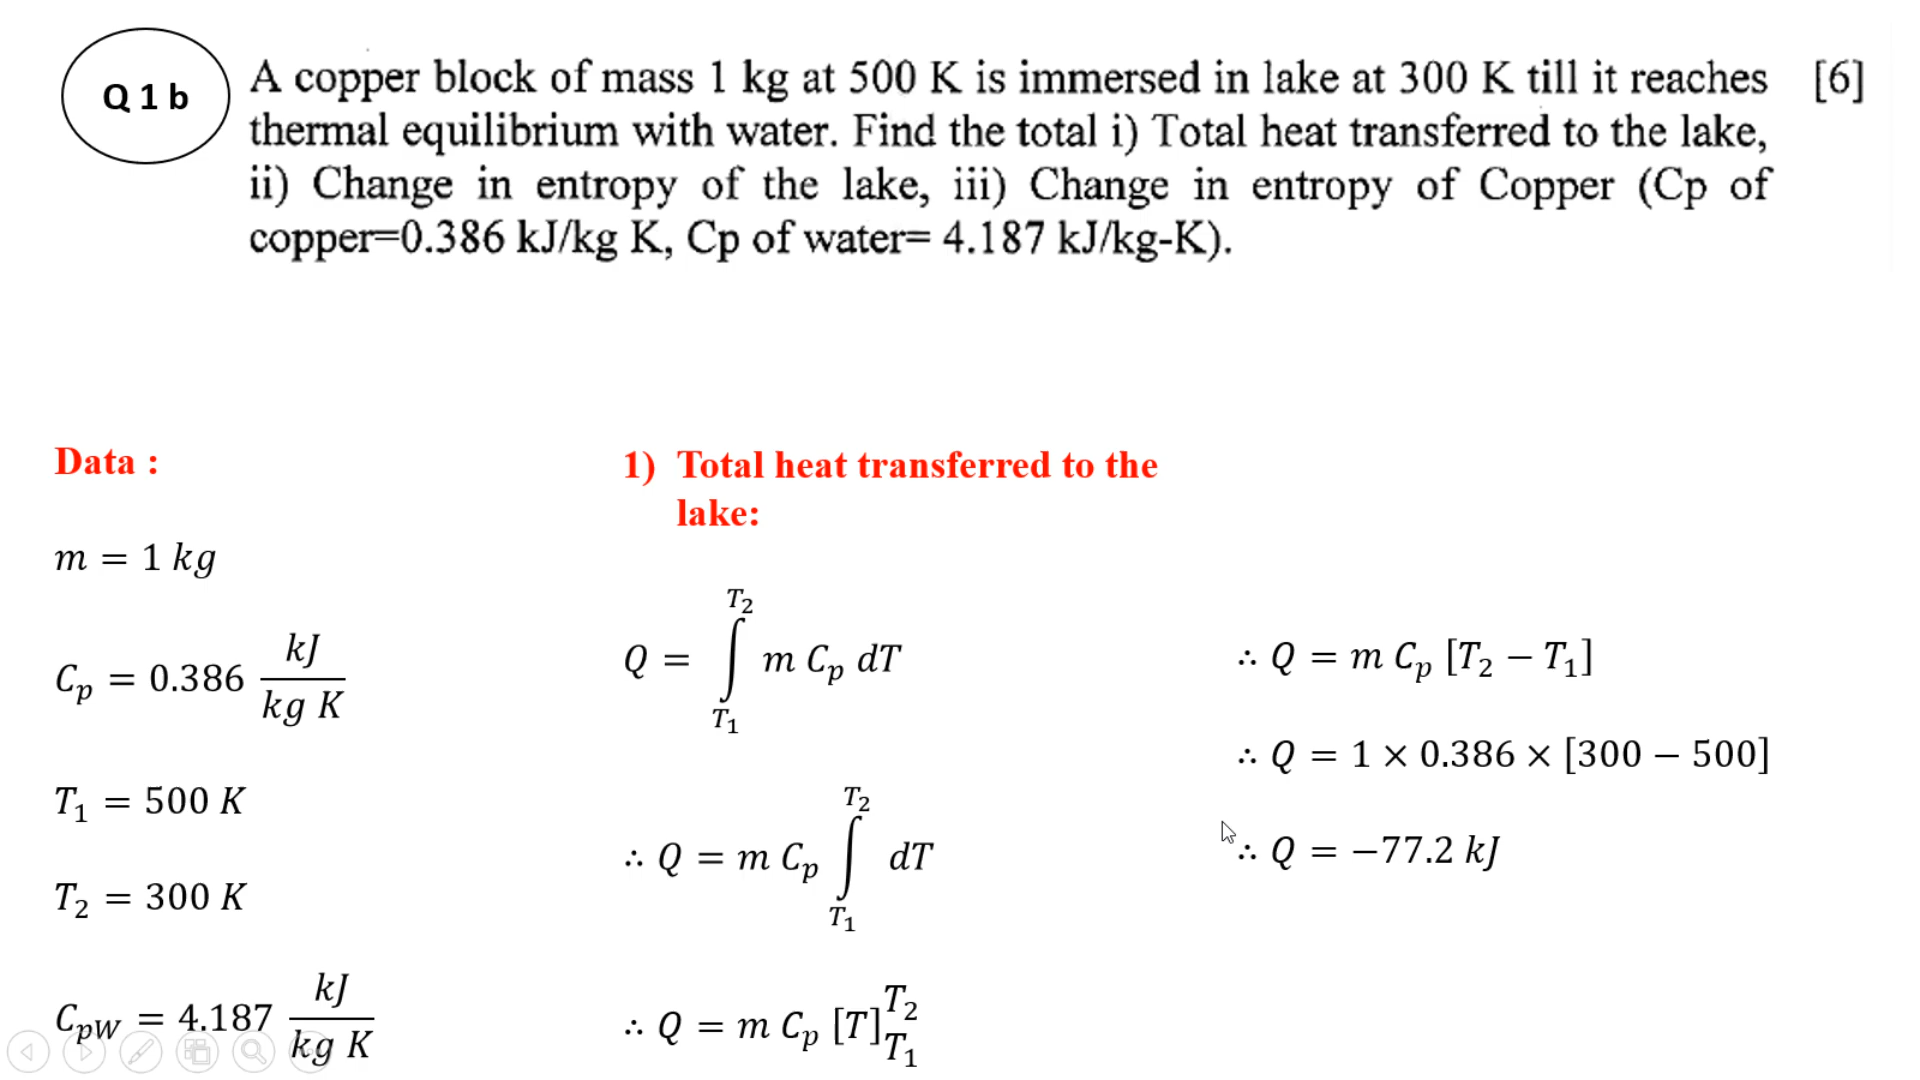 Q 1 b
A copper block of mass 1 kg at 500 K is immersed in lake at 300 K till it reaches [6]
thermal equilibrium with water. Find the total i) Total heat transferred to the lake,
ii) Change in entropy of the lake, iii) Change in entropy of Copper (Cp of
copper=0.386 kJ/kg K, Cp of water= 4.187 kJ/kg-K).
Data :
m = 1 kg
C_p = 0.386 kJ/kg K
T_1 = 500 K
T_2 = 300 K
C_pW = 4.187 kJ/kg K
1) Total heat transferred to the
lake:
Q = ∫_{T_1}^{T_2} m C_p dT
∴ Q = m C_p ∫_{T_1}^{T_2} dT
∴ Q = m C_p [T]_{T_1}^{T_2}
∴ Q = m C_p [T_2 − T_1]
∴ Q = 1 × 0.386 × [300 − 500]
∴ Q = −77.2 kJ